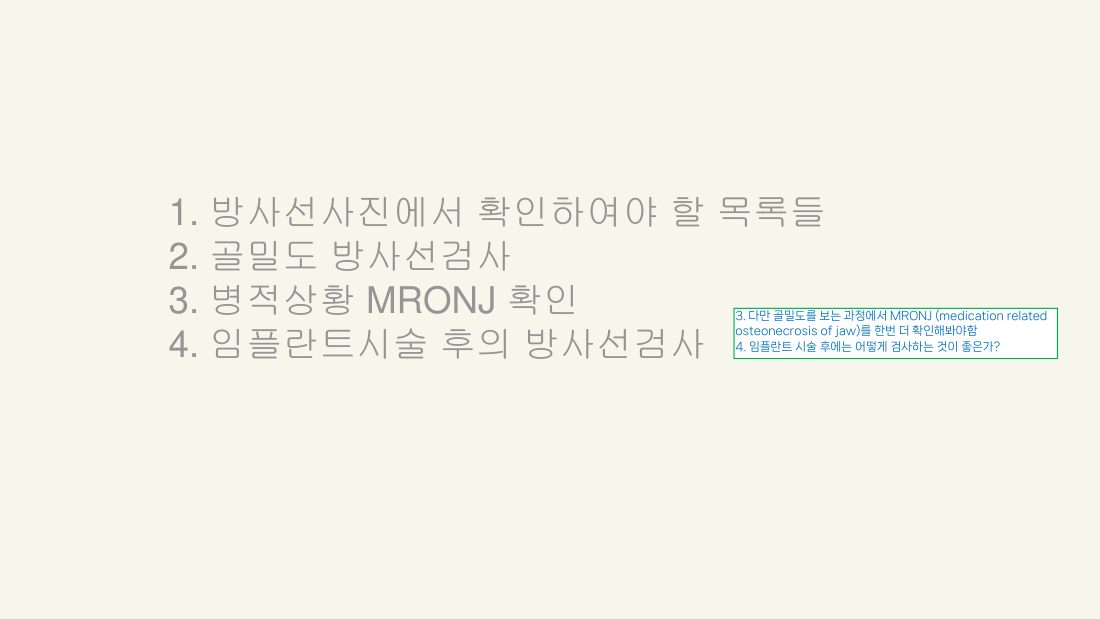 1. 방사선사진에서 확인하여야 할 목록들
2. 골밀도 방사선검사
3. 병적상황 MRONJ 확인
4. 임플란트시술 후의 방사선검사
3. 다만 골밀도를 보는 과정에서 MRONJ (medication related
osteonecrosis of jaw)를 한번 더 확인해봐야함
4. 임플란트 시술 후에는 어떻게 검사하는 것이 좋은가?